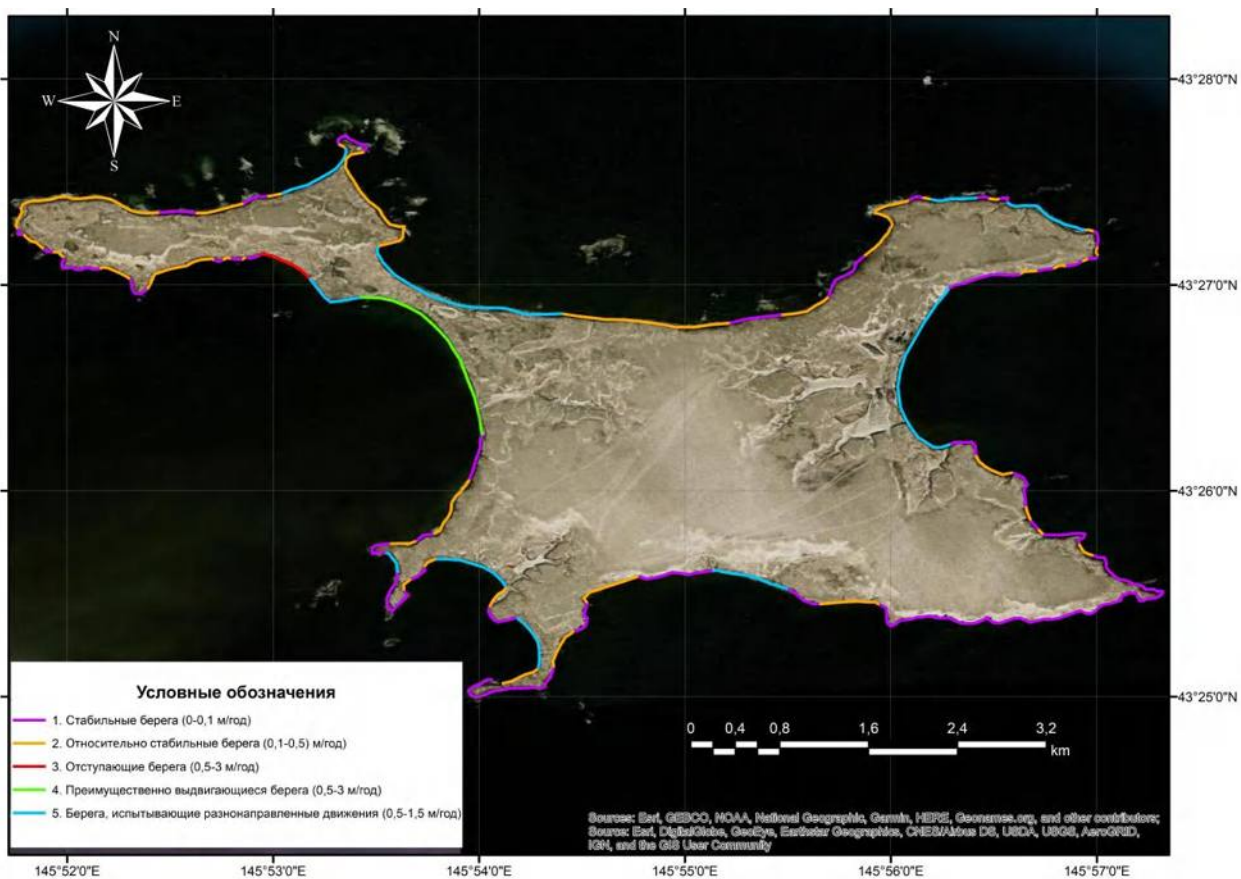 N
W E
S
43°28'0"N
43°27'0"N
43°26'0"N
43°25'0"N
Условные обозначения
1. Стабильные берега (0-0,1 м/год)
2. Относительно стабильные берега (0,1-0,5) м/год)
3. Отступающие берега (0,5-3 м/год)
4. Преимущественно выдвигающиеся берега (0,5-3 м/год)
5. Берега, испытывающие разнонаправленные движения (0,5-1,5 м/год)
0 0,4 0,8 1,6 2,4 3,2
km
Sources: Esri, GEBCO, NOAA, National Geographic, Garmin, HERE, Geonames.org, and other contributors;
Source: Esri, DigitalGlobe, GeoEye, Earthstar Geographics, CNES/Airbus DS, USDA, USGS, AeroGRID,
IGN, and the GIS User Community
145°52'0"E 145°53'0"E 145°54'0"E 145°55'0"E 145°56'0"E 145°57'0"E